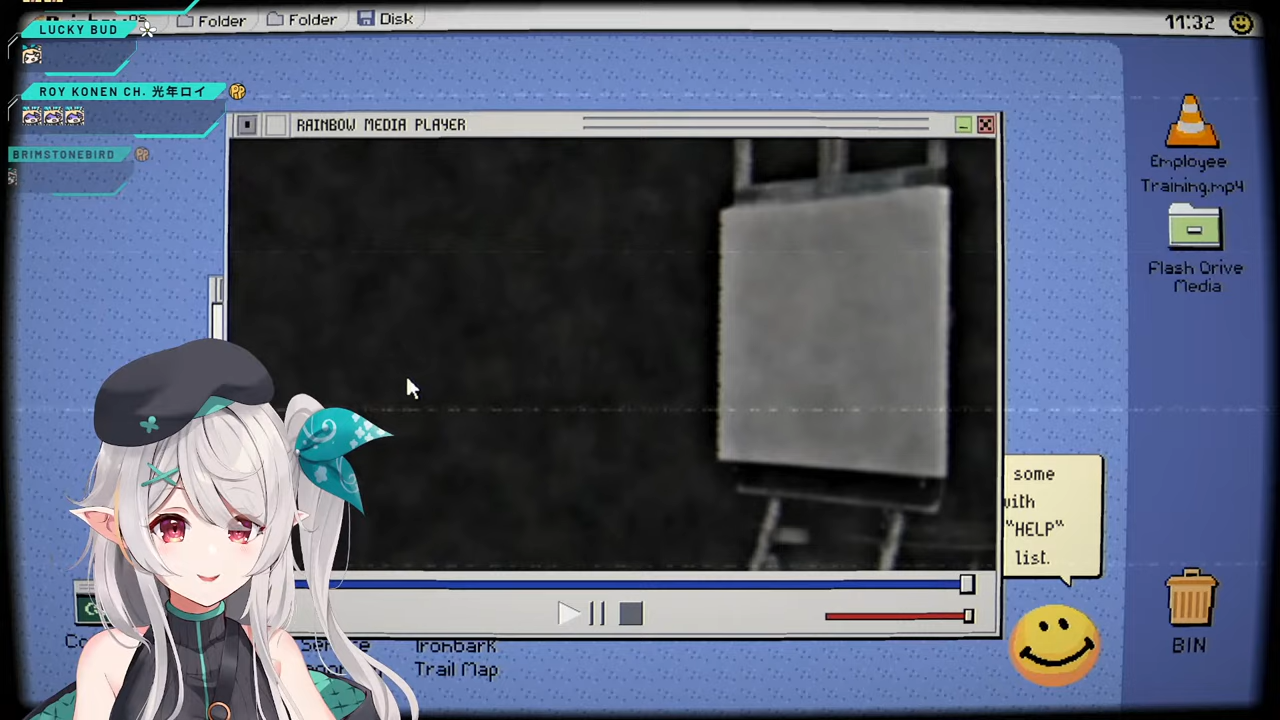 Folder
Folder
Disk
11:32
LUCKY BUD
ROY KONEN CH. 光年ロイ
BRIMSTONEBIRD
RAINBOW MEDIA PLAYER
Employee
Training.mp4
Flash Drive
Media
some
with
"HELP"
list.
Ironbark
Trail Map
BIN